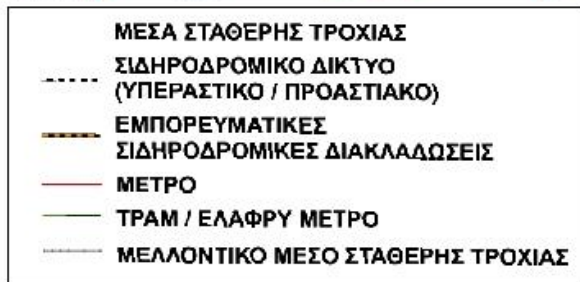 ΜΕΣΑ ΣΤΑΘΕΡΗΣ ΤΡΟΧΙΑΣ
ΣΙΔΗΡΟΔΡΟΜΙΚΟ ΔΙΚΤΥΟ
(ΥΠΕΡΑΣΤΙΚΟ / ΠΡΟΑΣΤΙΑΚΟ)
ΕΜΠΟΡΕΥΜΑΤΙΚΕΣ
ΣΙΔΗΡΟΔΡΟΜΙΚΕΣ ΔΙΑΚΛΑΔΩΣΕΙΣ
ΜΕΤΡΟ
ΤΡΑΜ / ΕΛΑΦΡΥ ΜΕΤΡΟ
ΜΕΛΛΟΝΤΙΚΟ ΜΕΣΟ ΣΤΑΘΕΡΗΣ ΤΡΟΧΙΑΣ